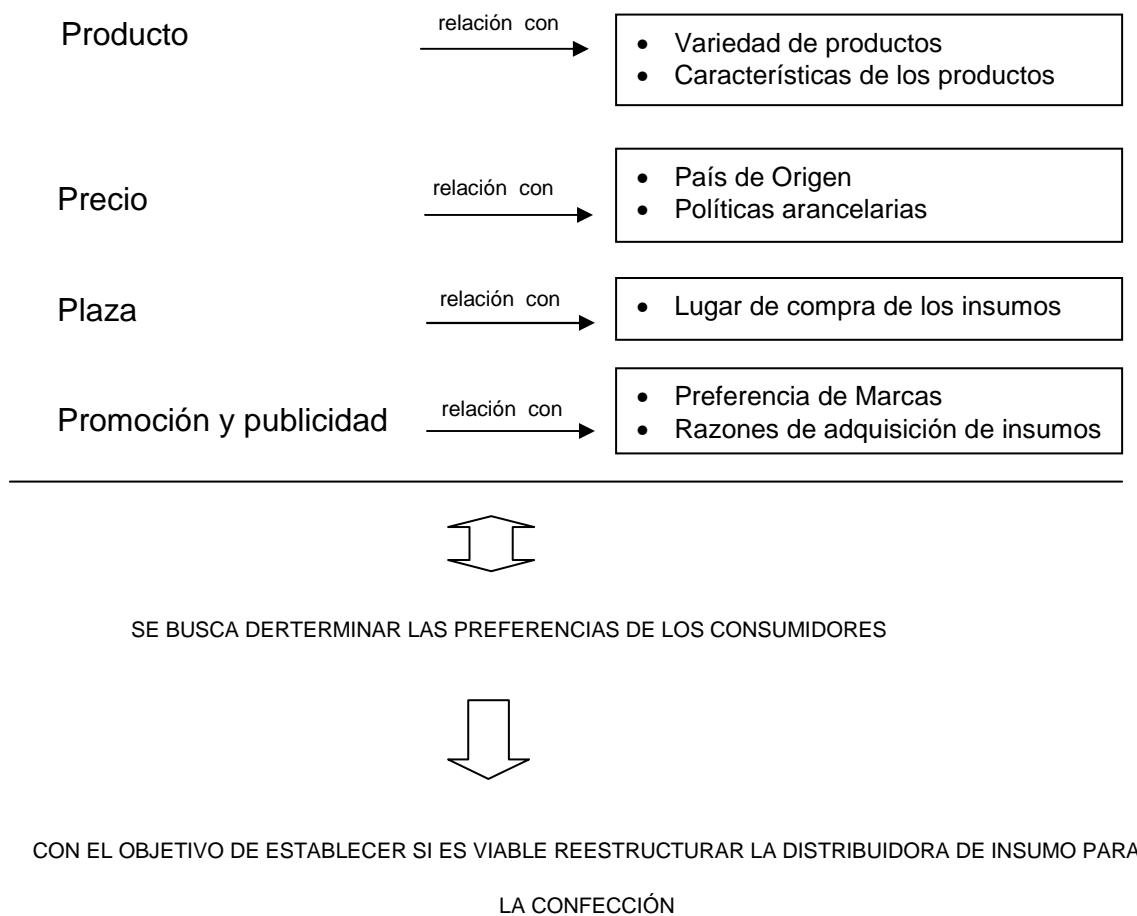 Producto
relación con
• Variedad de productos
• Características de los productos
Precio
relación con
• País de Origen
• Políticas arancelarias
Plaza
relación con
• Lugar de compra de los insumos
Promoción y publicidad
relación con
• Preferencia de Marcas
• Razones de adquisición de insumos
SE BUSCA DERTERMINAR LAS PREFERENCIAS DE LOS CONSUMIDORES
CON EL OBJETIVO DE ESTABLECER SI ES VIABLE REESTRUCTURAR LA DISTRIBUIDORA DE INSUMO PARA
LA CONFECCIÓN